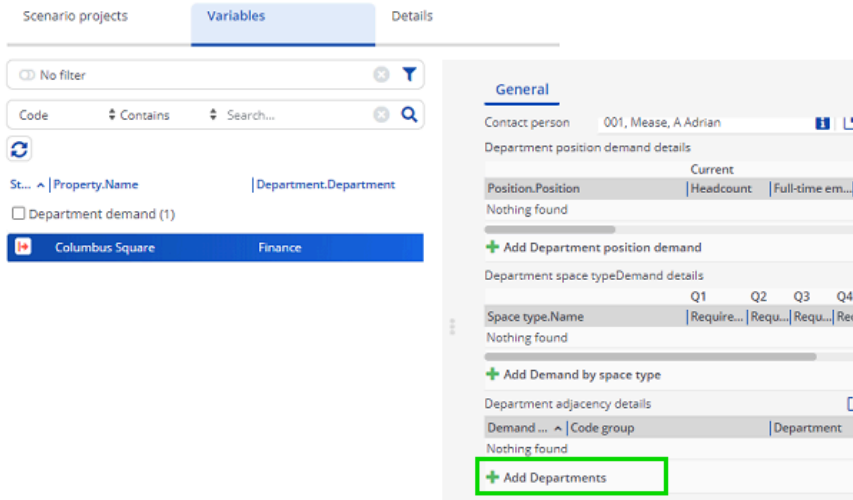 Scenario projects Variables Details
No filter
Code Contains Search...
St... Property.Name Department.Department
Department demand (1)
Columbus Square Finance
General
Contact person 001, Mease, A Adrian
Department position demand details
Current
Position.Position Headcount Full-time em...
Nothing found
Add Department position demand
Department space typeDemand details
Q1 Q2 Q3 Q4
Space type.Name Require... Requ... Requ... Re
Nothing found
Add Demand by space type
Department adjacency details
Demand ... Code group Department
Nothing found
Add Departments